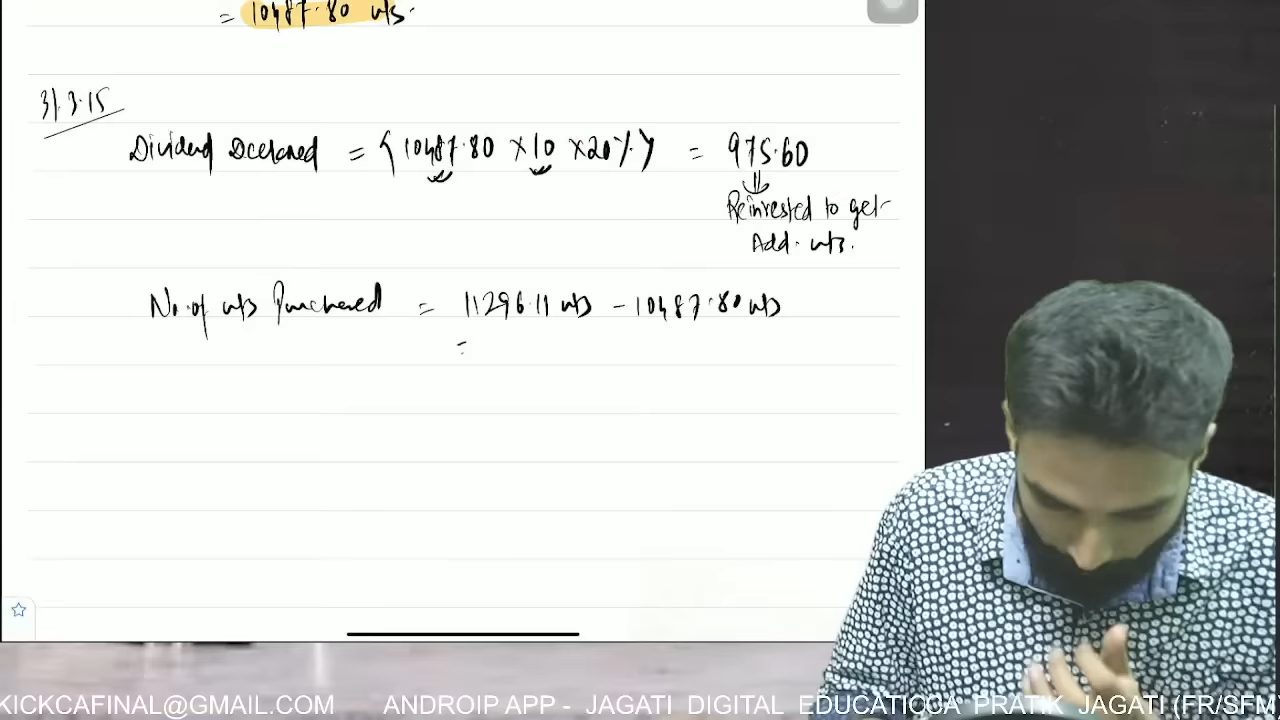 = 10487.80 uts.
31.3.15
Dividend Declared = {10487.80 × 10 × 20%} = 975.60
Reinvested to get
Add. uts.
No. of uts Purchased = 11296.11 uts - 10487.80 uts
=
KICKCAFINAL@GMAIL.COM ANDROIP APP - JAGATI DIGITAL EDUCATIC CA PRATIK JAGATI (FR/SFM